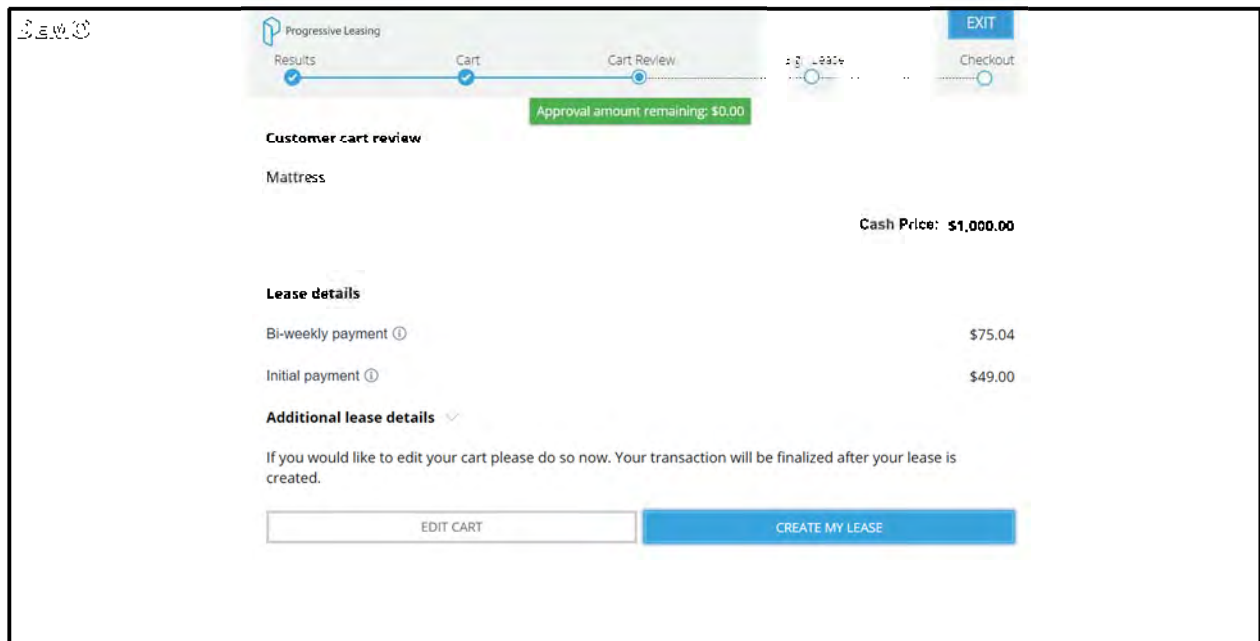 Progressive Leasing
EXIT
Results
Cart
Cart Review
Checkout
Approval amount remaining: $0.00
Customer cart review
Mattress
Cash Price: $1,000.00
Lease details
Bi-weekly payment ⓘ $75.04
Initial payment ⓘ $49.00
Additional lease details
If you would like to edit your cart please do so now. Your transaction will be finalized after your lease is
created.
EDIT CART
CREATE MY LEASE